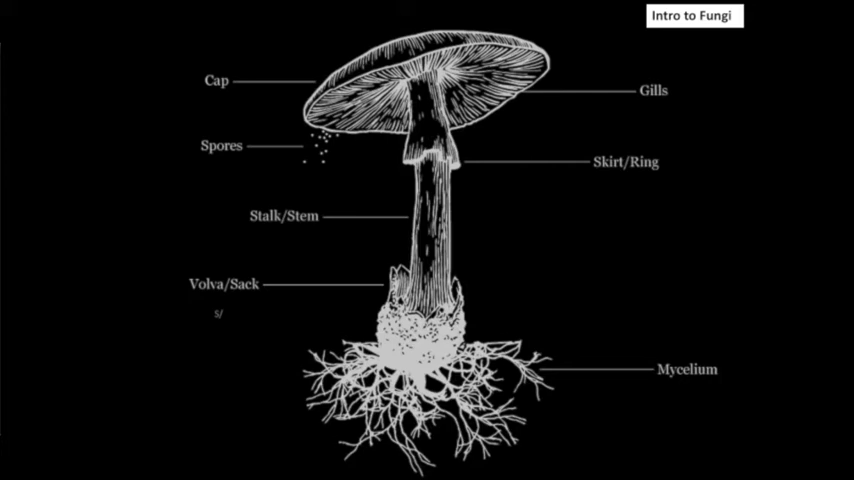 Intro to Fungi
Cap
Gills
Spores
Skirt/Ring
Stalk/Stem
Volva/Sack
S/
Mycelium